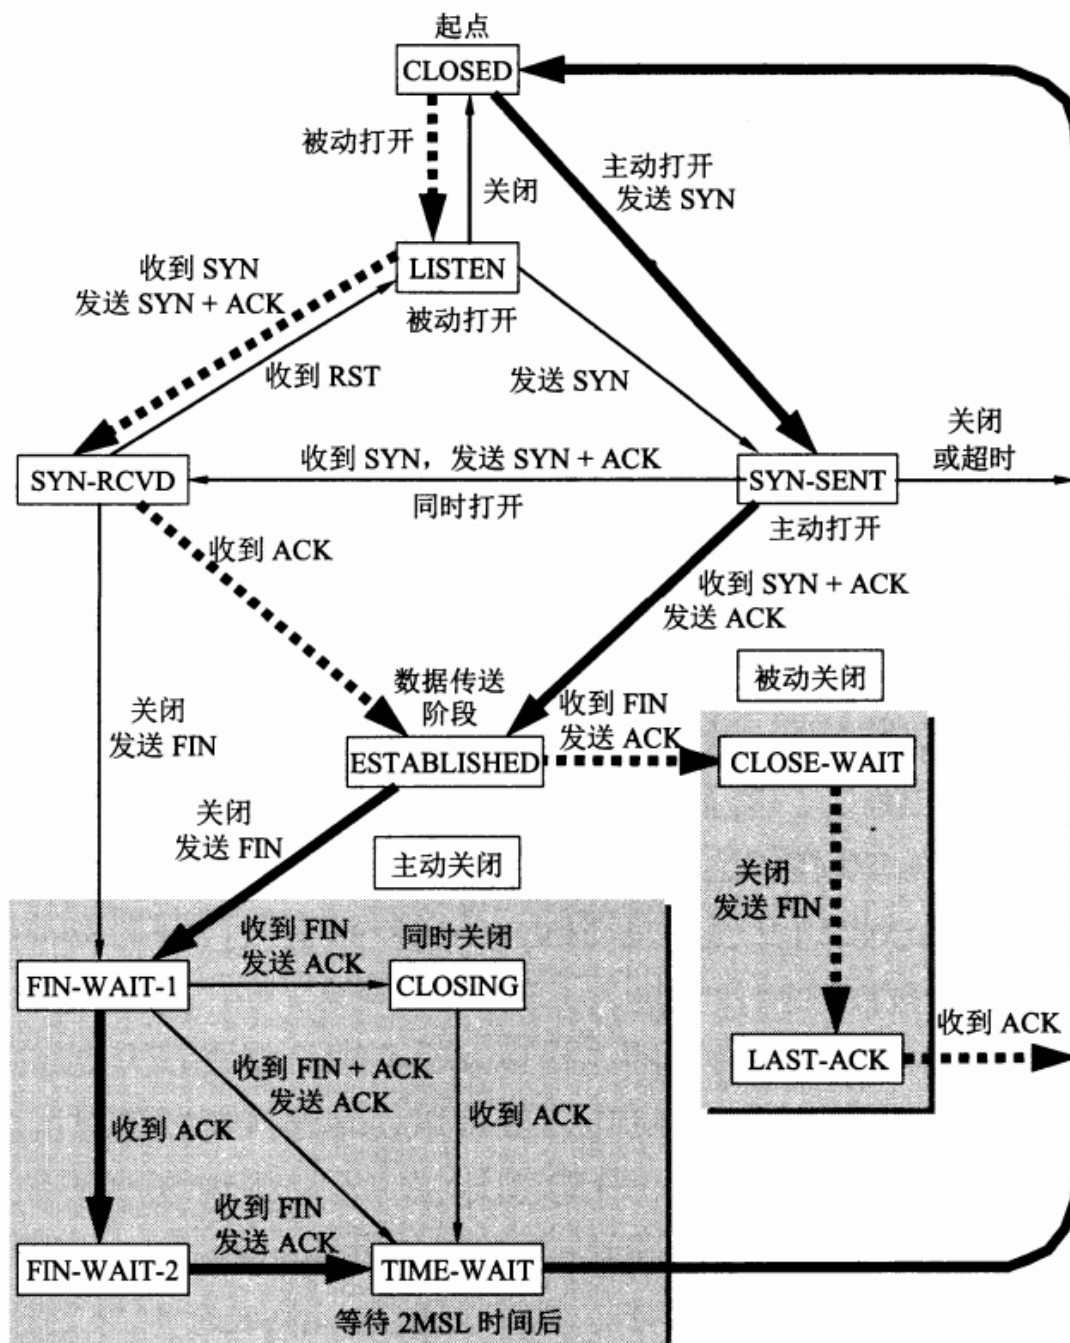 起点
CLOSED
被动打开
关闭
主动打开
发送 SYN
收到 SYN
发送 SYN + ACK
LISTEN
被动打开
收到 RST
发送 SYN
关闭
或超时
SYN-RCVD
收到 SYN，发送 SYN + ACK
同时打开
SYN-SENT
主动打开
收到 ACK
收到 SYN + ACK
发送 ACK
被动关闭
数据传送
阶段
收到 FIN
发送 ACK
关闭
发送 FIN
ESTABLISHED
CLOSE-WAIT
关闭
发送 FIN
主动关闭
关闭
发送 FIN
收到 FIN
发送 ACK
同时关闭
FIN-WAIT-1
CLOSING
收到 ACK
LAST-ACK
收到 FIN + ACK
发送 ACK
收到 ACK
收到 ACK
收到 FIN
发送 ACK
FIN-WAIT-2
TIME-WAIT
等待 2MSL 时间后